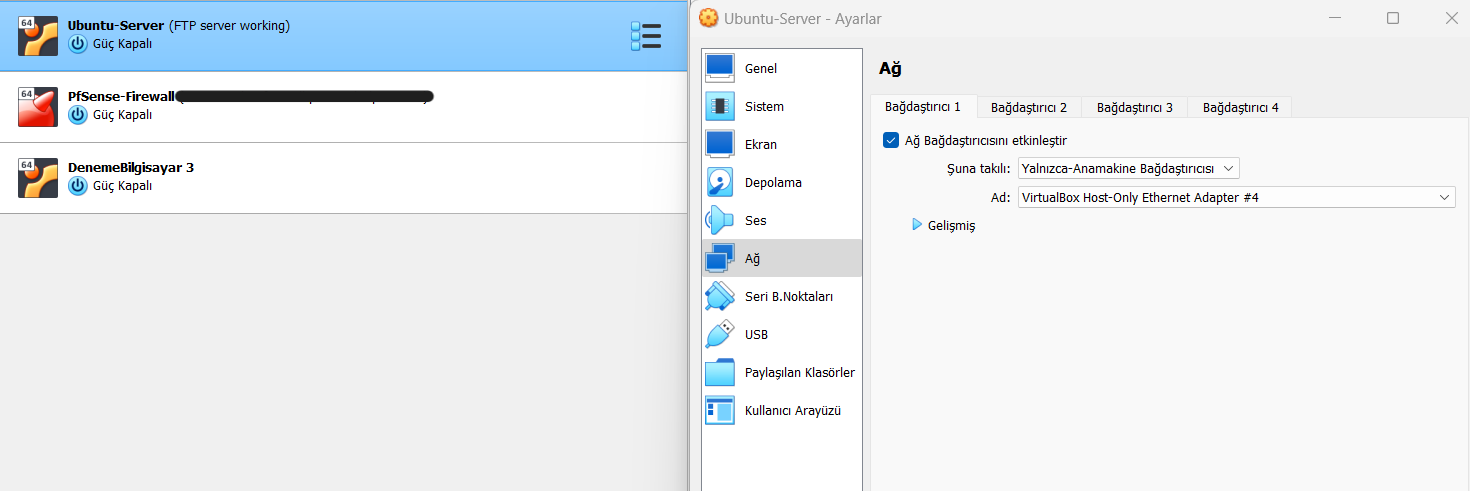 64
Ubuntu-Server (FTP server working)
Güç Kapalı
64
PfSense-Firewall
Güç Kapalı
64
DenemeBilgisayar 3
Güç Kapalı
Ubuntu-Server - Ayarlar
Genel
Sistem
Ekran
Depolama
Ses
Ağ
Seri B.Noktaları
USB
Paylaşılan Klasörler
Kullanıcı Arayüzü
Ağ
Bağdaştırıcı 1 Bağdaştırıcı 2 Bağdaştırıcı 3 Bağdaştırıcı 4
Ağ Bağdaştırıcısını etkinleştir
Şuna takılı: Yalnızca-Anamakine Bağdaştırıcısı
Ad: VirtualBox Host-Only Ethernet Adapter #4
Gelişmiş